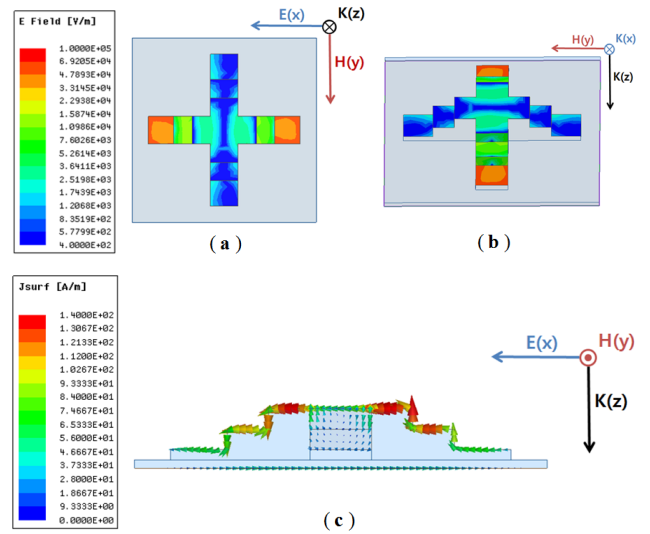 E Field [V/m]
1.0000E+05
6.9205E+04
4.7893E+04
3.3145E+04
2.2938E+04
1.5874E+04
1.0986E+04
7.6026E+03
5.2614E+03
3.6411E+03
2.5198E+03
1.7439E+03
1.2068E+03
8.3519E+02
5.7799E+02
4.0000E+02
E(x)
K(z)
H(y)
(a)
H(y)
K(x)
K(z)
(b)
Jsurf [A/m]
1.4000E+02
1.3067E+02
1.2133E+02
1.1200E+02
1.0267E+02
9.3333E+01
8.4000E+01
7.4667E+01
6.5333E+01
5.6000E+01
4.6667E+01
3.7333E+01
2.8000E+01
1.8667E+01
9.3333E+00
0.0000E+00
E(x)
H(y)
K(z)
(c)